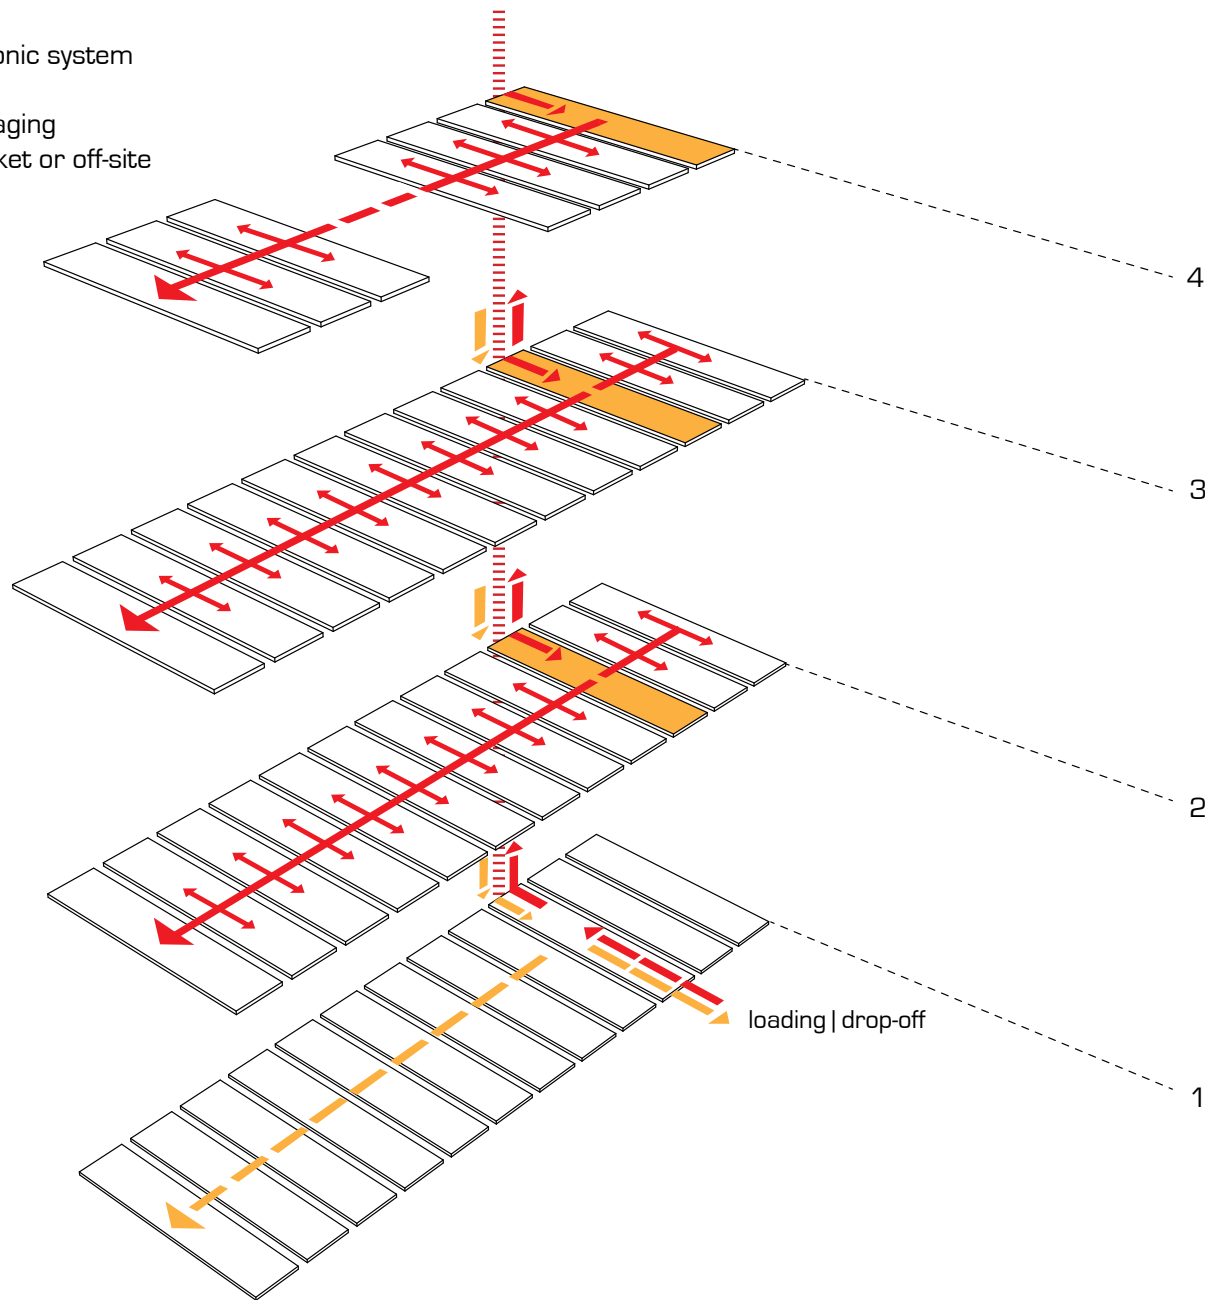 onic system
aging
ket or off-site
4
3
2
loading | drop-off
1